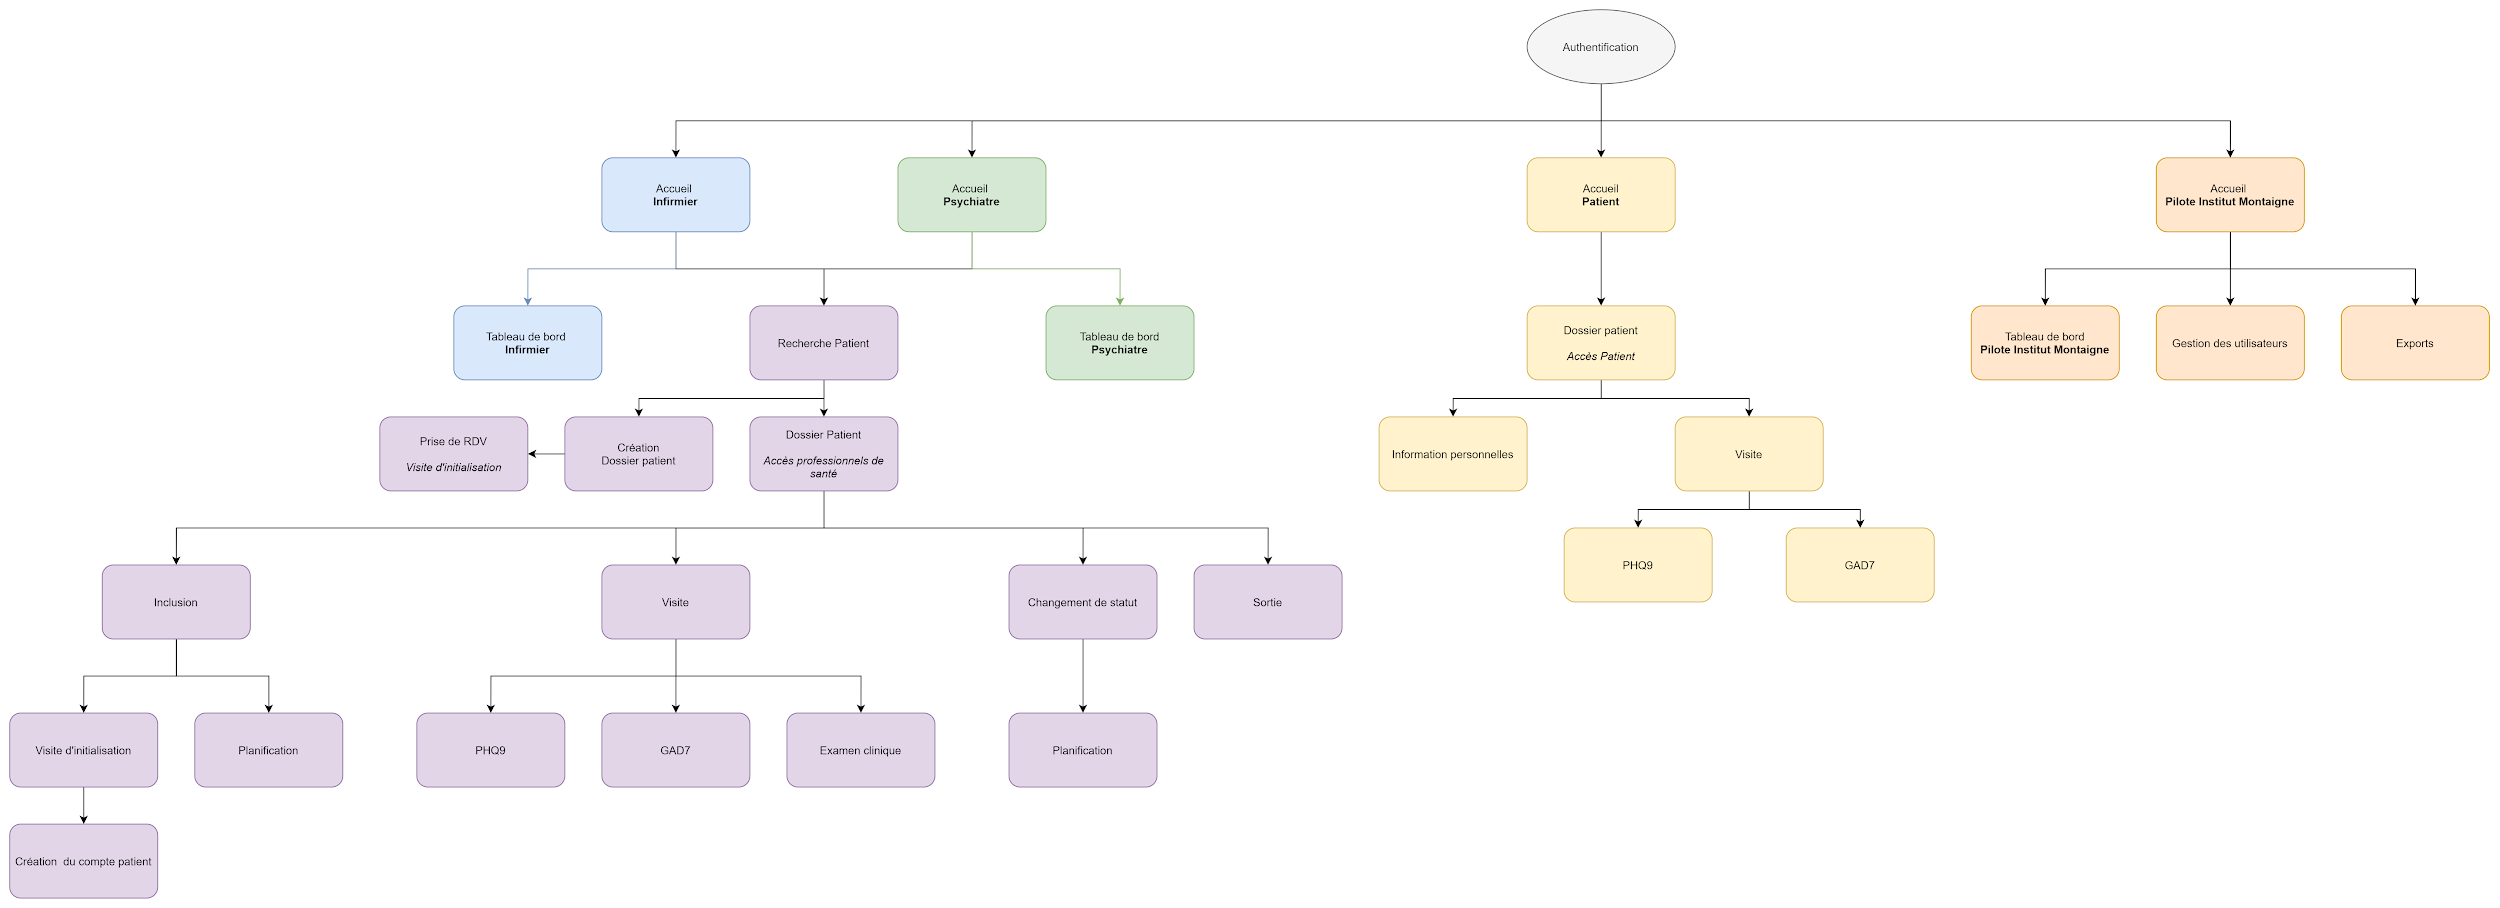 Authentification
Accueil
Infirmier
Accueil
Psychiatre
Accueil
Patient
Accueil
Pilote Institut Montaigne
Tableau de bord
Infirmier
Recherche Patient
Tableau de bord
Psychiatre
Dossier patient
Accès Patient
Tableau de bord
Pilote Institut Montaigne
Gestion des utilisateurs
Exports
Prise de RDV
Visite d'initialisation
Création
Dossier patient
Dossier Patient
Accès professionnels de
santé
Information personnelles
Visite
PHQ9
GAD7
Inclusion
Visite
Changement de statut
Sortie
Visite d'initialisation
Planification
PHQ9
GAD7
Examen clinique
Planification
Création  du compte patient